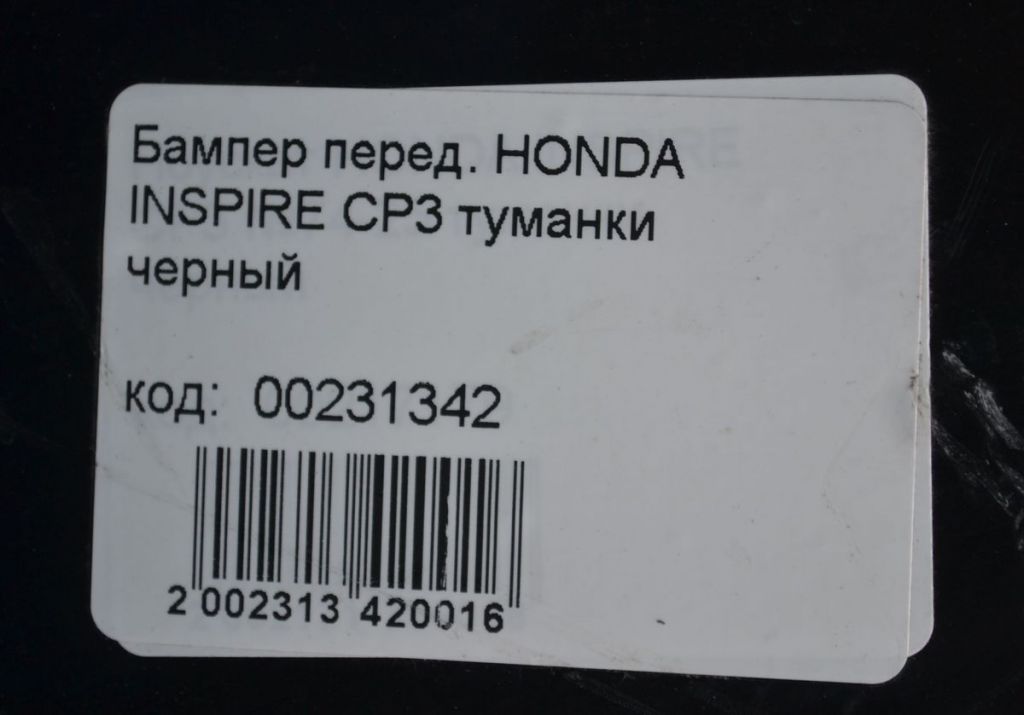 Бампер перед. HONDA
INSPIRE CP3 туманки
черный
код: 00231342
2 002313 420016